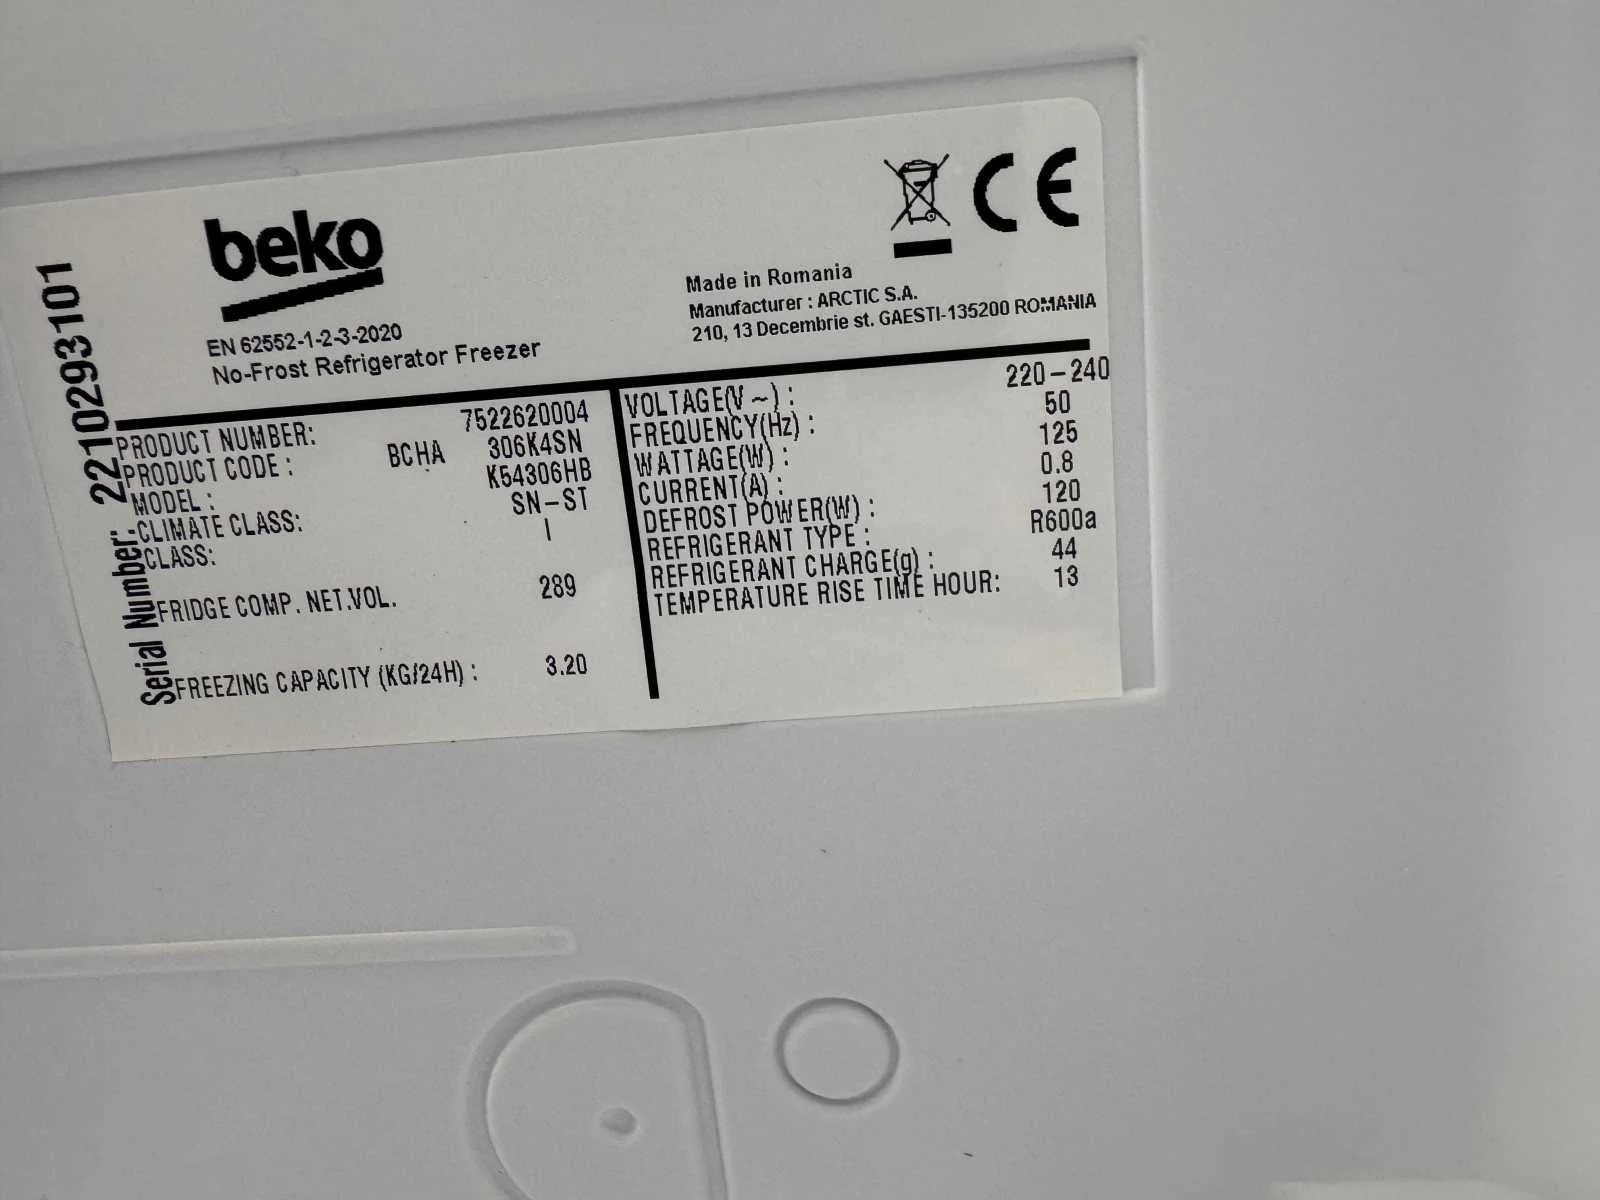 beko
EN 62552-1-2-3-2020
No-Frost Refrigerator Freezer
CE
Made in Romania
Manufacturer : ARCTIC S.A.
210, 13 Decembrie st. GAESTI-135200 ROMANIA
Serial Number: 2210293101
PRODUCT NUMBER: 7522620004
PRODUCT CODE : BCHA 306K4SN
MODEL : K54306HB
CLIMATE CLASS: SN-ST
CLASS: I
FRIDGE COMP. NET.VOL. 289
FREEZING CAPACITY (KG/24H) : 3.20
VOLTAGE(V ~) : 220-240
FREQUENCY(Hz) : 50
WATTAGE(W) : 125
CURRENT(A) : 0.8
DEFROST POWER(W) : 120
REFRIGERANT TYPE : R600a
REFRIGERANT CHARGE(g) : 44
TEMPERATURE RISE TIME HOUR: 13